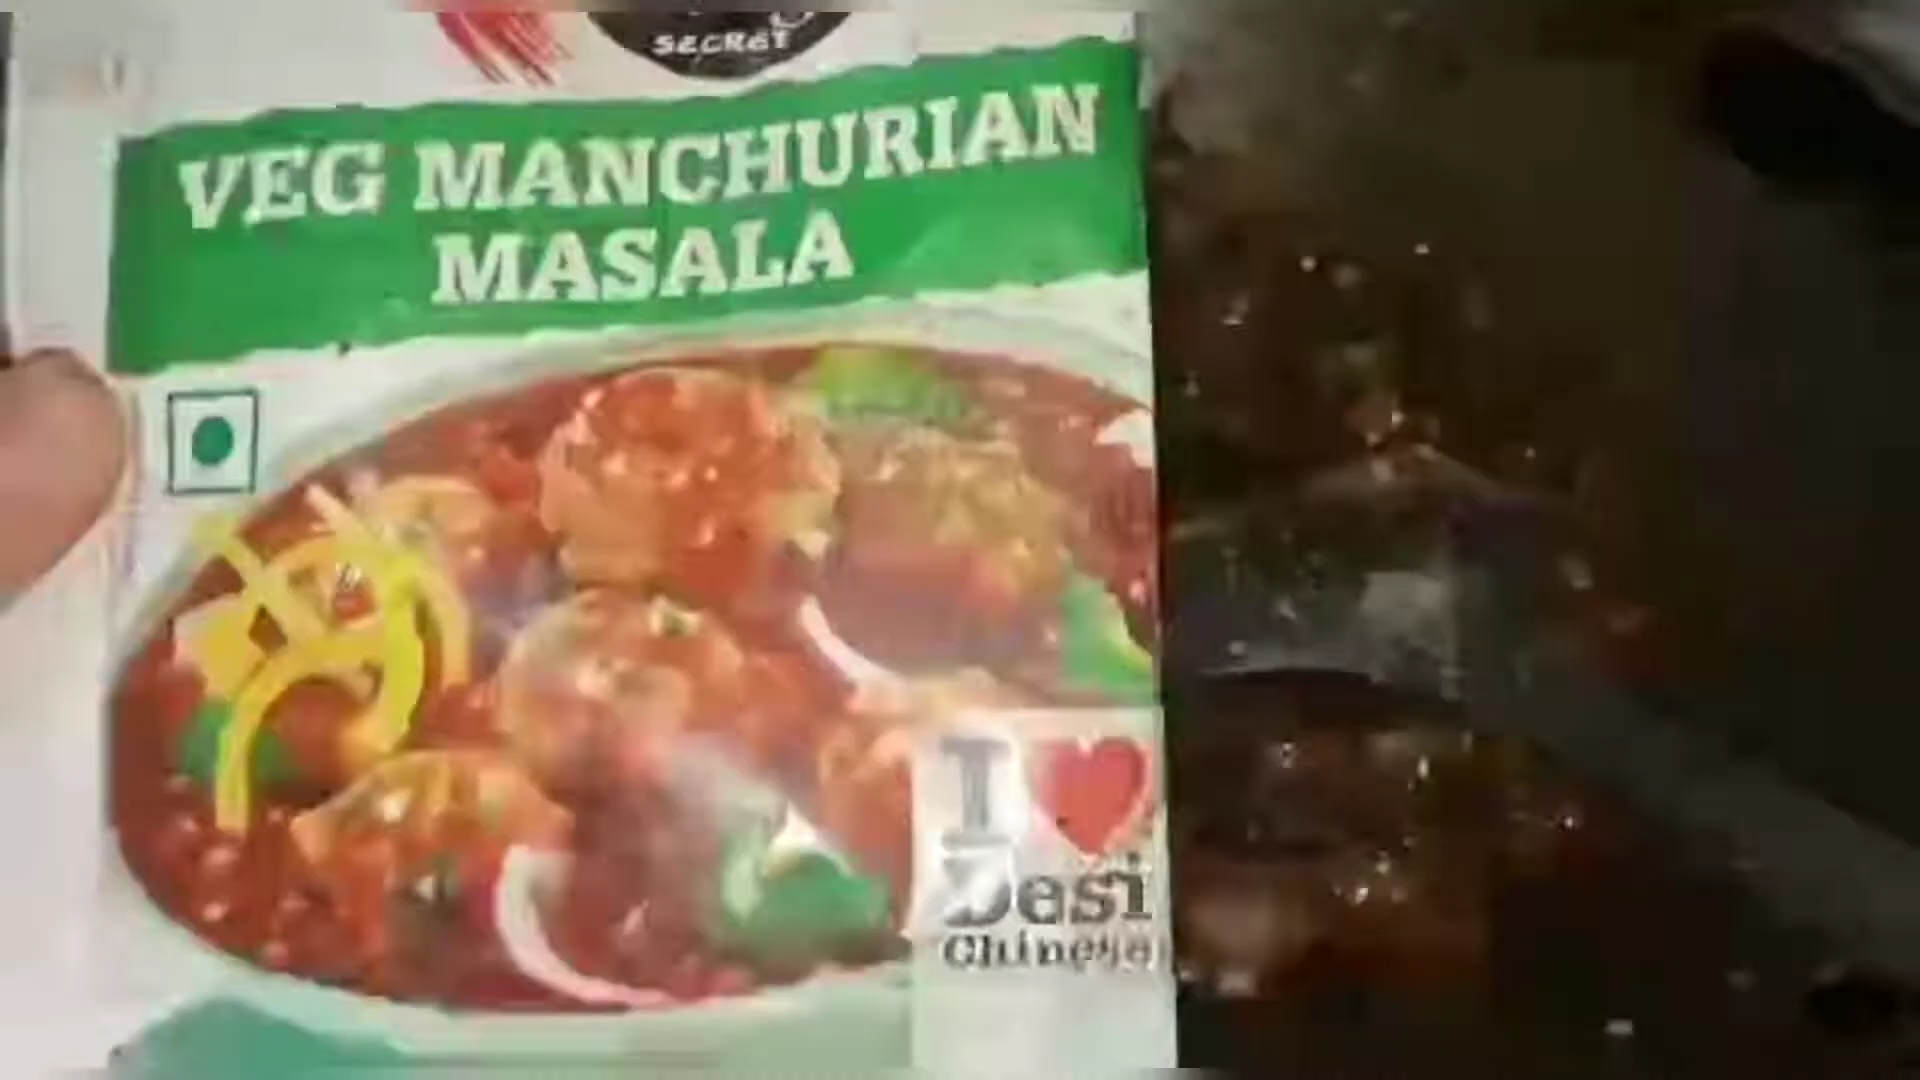 SECRET
VEG MANCHURIAN
MASALA
I
Desi
Chinese